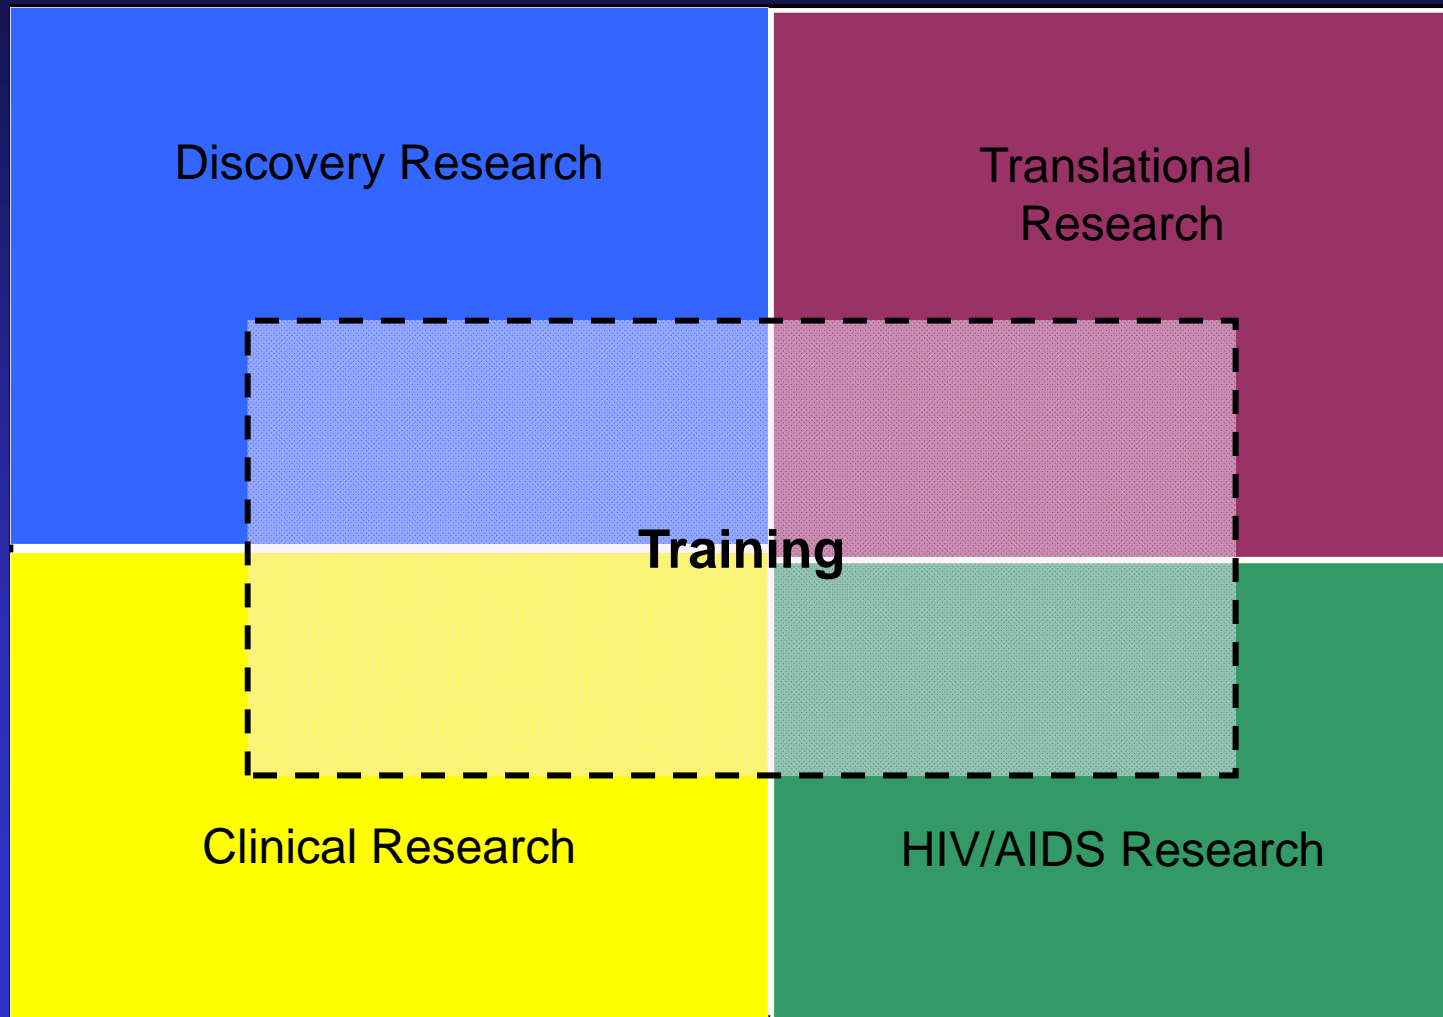 Discovery Research
Translational
Research
Training
Clinical Research
HIV/AIDS Research